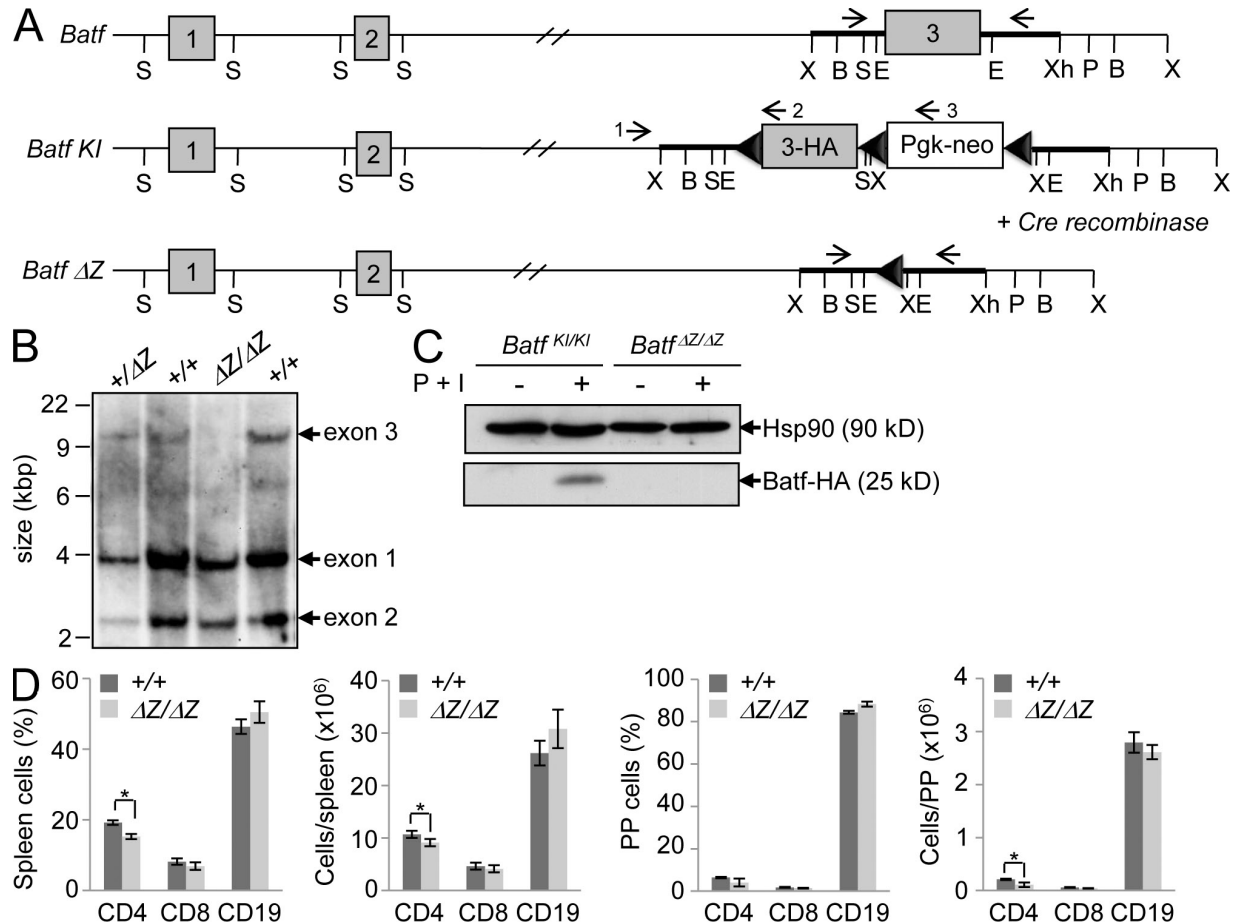 A
Batf
1
2
3
S S S S X B S E E Xh P B X
Batf KI
1
2
1
2
3
3-HA
Pgk-neo
S S S S X B S E S X X E Xh P B X
+ Cre recombinase
Batf ΔZ
1
2
S S S S X B S E X E Xh P B X
B
+/ΔZ +/+ ΔZ/ΔZ +/+
size (kbp)
22
9
6
4
2
exon 3
exon 1
exon 2
C
Batf KI/KI Batf ΔZ/ΔZ
P + I - + - +
Hsp90 (90 kD)
Batf-HA (25 kD)
D
Spleen cells (%)
60
40
20
0
+/+
ΔZ/ΔZ
*
CD4 CD8 CD19
Cells/spleen (x10⁶)
40
30
20
10
0
+/+
ΔZ/ΔZ
*
CD4 CD8 CD19
PP cells (%)
100
80
60
40
20
0
+/+
ΔZ/ΔZ
CD4 CD8 CD19
Cells/PP (x10⁶)
4
3
2
1
0
+/+
ΔZ/ΔZ
*
CD4 CD8 CD19